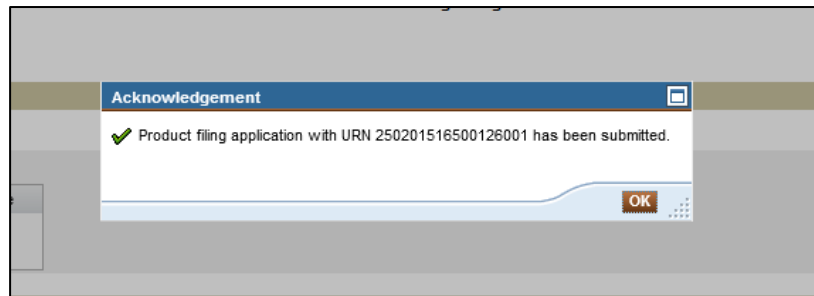 Acknowledgement
Product filing application with URN 250201516500126001 has been submitted.
OK